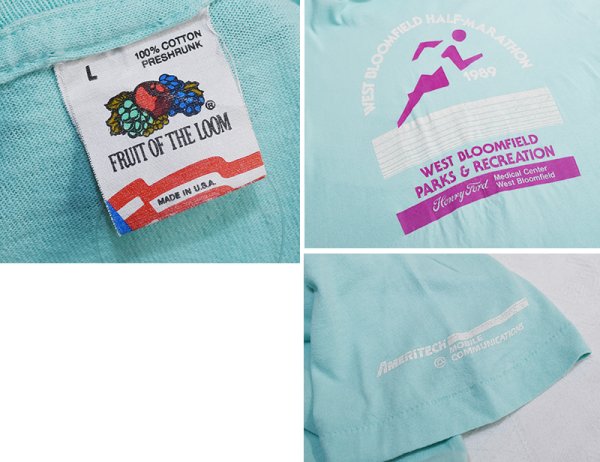 L
100% COTTON
PRESHRUNK
®
FRUIT OF THE LOOM
MADE IN U.S.A.
WEST BLOOMFIELD HALF-MARATHON
1989
WEST BLOOMFIELD
PARKS & RECREATION
Henry Ford Medical Center
West Bloomfield
AMERITECH
MOBILE
COMMUNICATIONS